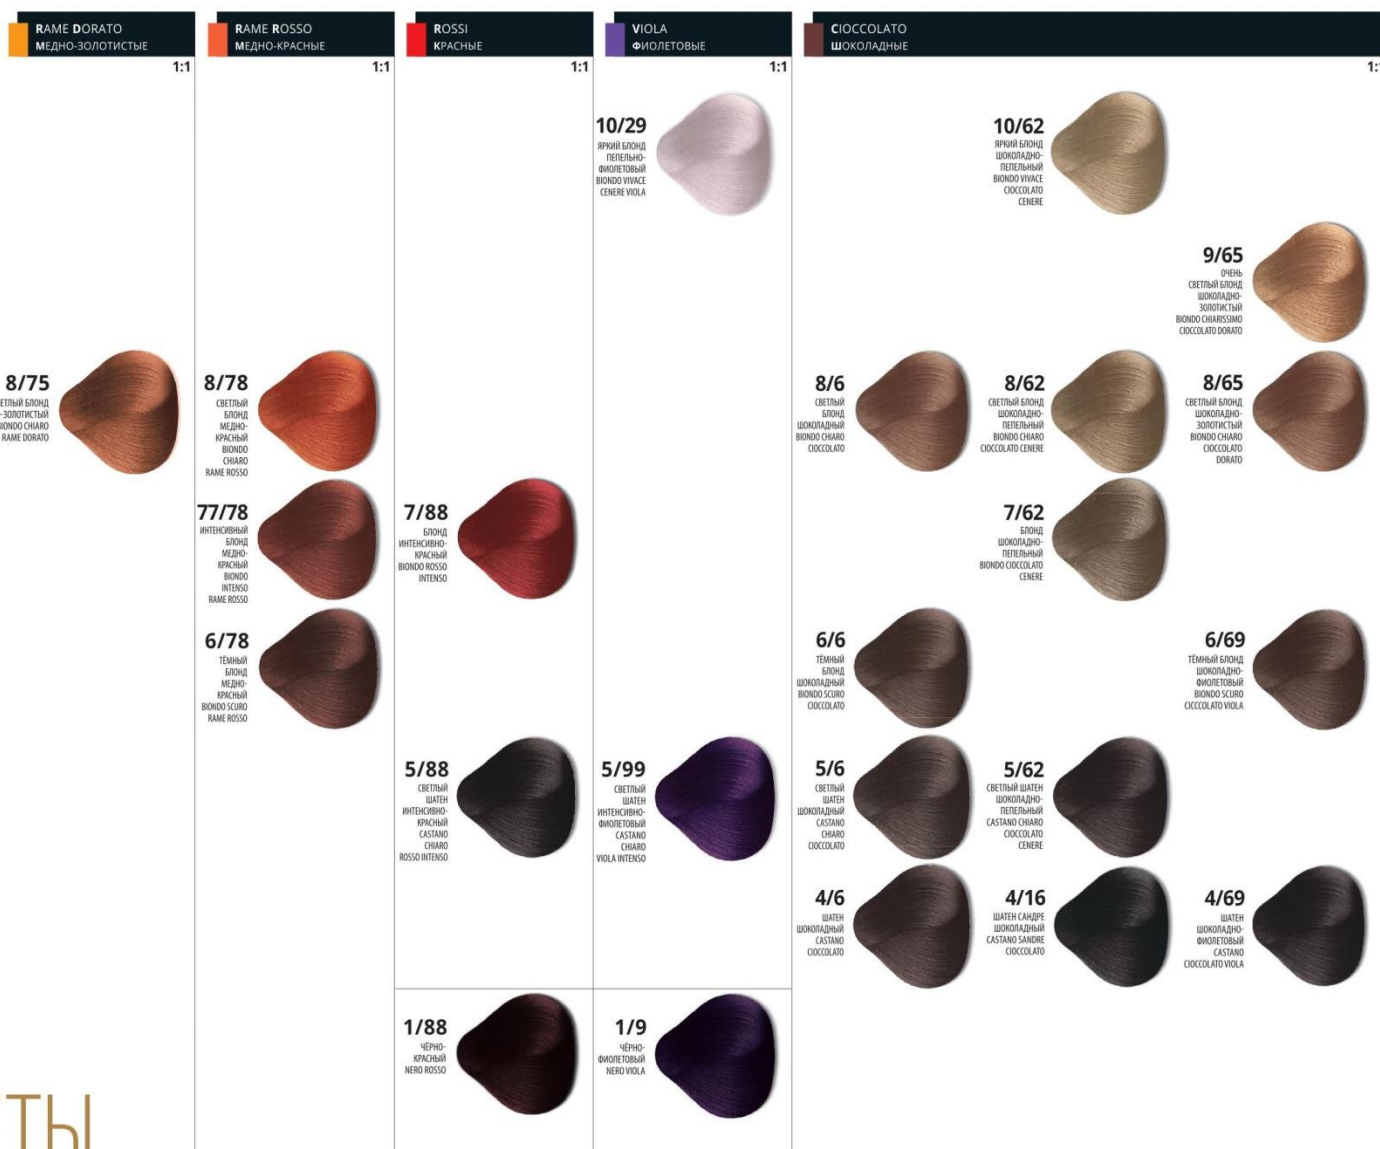 RAME DORATO
МЕДНО-ЗОЛОТИСТЫЕ
1:1
RAME ROSSO
МЕДНО-КРАСНЫЕ
1:1
ROSSI
КРАСНЫЕ
1:1
VIOLA
ФИОЛЕТОВЫЕ
1:1
CIOCCOLATO
ШОКОЛАДНЫЕ
1:1
10/29
ЯРКИЙ БЛОНД
ПЕПЕЛЬНО-
ФИОЛЕТОВЫЙ
BIONDO VIVACE
CENERE VIOLA
10/62
ЯРКИЙ БЛОНД
ШОКОЛАДНО-
ПЕПЕЛЬНЫЙ
BIONDO VIVACE
CIOCCOLATO
CENERE
9/65
ОЧЕНЬ
СВЕТЛЫЙ БЛОНД
ШОКОЛАДНО-
ЗОЛОТИСТЫЙ
BIONDO CHIARISSIMO
CIOCCOLATO DORATO
8/75
ЕТЛЫЙ БЛОНД
-ЗОЛОТИСТЫЙ
IONDO CHIARO
RAME DORATO
8/78
СВЕТЛЫЙ
БЛОНД
МЕДНО-
КРАСНЫЙ
BIONDO
CHIARO
RAME ROSSO
8/6
СВЕТЛЫЙ
БЛОНД
ШОКОЛАДНЫЙ
BIONDO CHIARO
CIOCCOLATO
8/62
СВЕТЛЫЙ БЛОНД
ШОКОЛАДНО-
ПЕПЕЛЬНЫЙ
BIONDO CHIARO
CIOCCOLATO CENERE
8/65
СВЕТЛЫЙ БЛОНД
ШОКОЛАДНО-
ЗОЛОТИСТЫЙ
BIONDO CHIARO
CIOCCOLATO
DORATO
77/78
ИНТЕНСИВНЫЙ
БЛОНД
МЕДНО-
КРАСНЫЙ
BIONDO
INTENSO
RAME ROSSO
7/88
БЛОНД
ИНТЕНСИВНО-
КРАСНЫЙ
BIONDO ROSSO
INTENSO
7/62
БЛОНД
ШОКОЛАДНО-
ПЕПЕЛЬНЫЙ
BIONDO CIOCCOLATO
CENERE
6/78
ТЁМНЫЙ
БЛОНД
МЕДНО-
КРАСНЫЙ
BIONDO SCURO
RAME ROSSO
6/6
ТЁМНЫЙ
БЛОНД
ШОКОЛАДНЫЙ
BIONDO SCURO
CIOCCOLATO
6/69
ТЁМНЫЙ БЛОНД
ШОКОЛАДНО-
ФИОЛЕТОВЫЙ
BIONDO SCURO
CICCCOLATO VIOLA
5/88
СВЕТЛЫЙ
ШАТЕН
ИНТЕНСИВНО-
КРАСНЫЙ
CASTANO
CHIARO
ROSSO INTENSO
5/99
СВЕТЛЫЙ
ШАТЕН
ИНТЕНСИВНО-
ФИОЛЕТОВЫЙ
CASTANO
CHIARO
VIOLA INTENSO
5/6
СВЕТЛЫЙ
ШАТЕН
ШОКОЛАДНЫЙ
CASTANO
CHIARO
CIOCCOLATO
5/62
СВЕТЛЫЙ ШАТЕН
ШОКОЛАДНО-
ПЕПЕЛЬНЫЙ
CASTANO CHIARO
CIOCCOLATO
CENERE
4/6
ШАТЕН
ШОКОЛАДНЫЙ
CASTANO
CIOCCOLATO
4/16
ШАТЕН САНДРЕ
ШОКОЛАДНЫЙ
CASTANO SANDRE
CIOCCOLATO
4/69
ШАТЕН
ШОКОЛАДНО-
ФИОЛЕТОВЫЙ
CASTANO
CIOCCOLATO VIOLA
1/88
ЧЁРНО-
КРАСНЫЙ
NERO ROSSO
1/9
ЧЁРНО-
ФИОЛЕТОВЫЙ
NERO VIOLA
ТЫ